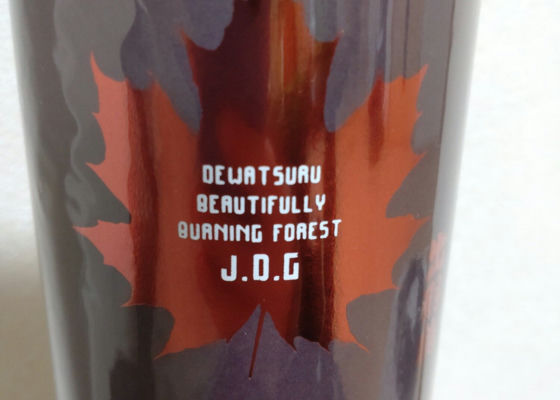 DEWATSURU
BEAUTIFULLY
BURNING FOREST
J.D.G